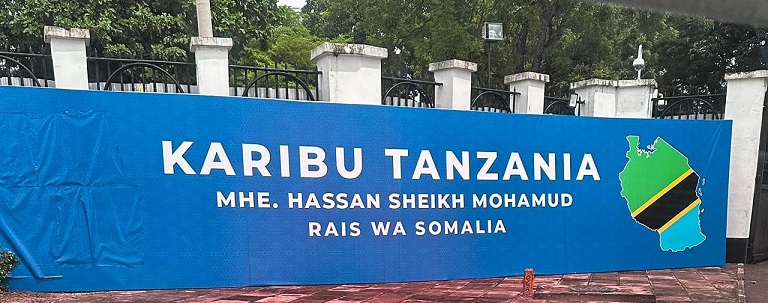 KARIBU TANZANIA
MHE. HASSAN SHEIKH MOHAMUD
RAIS WA SOMALIA